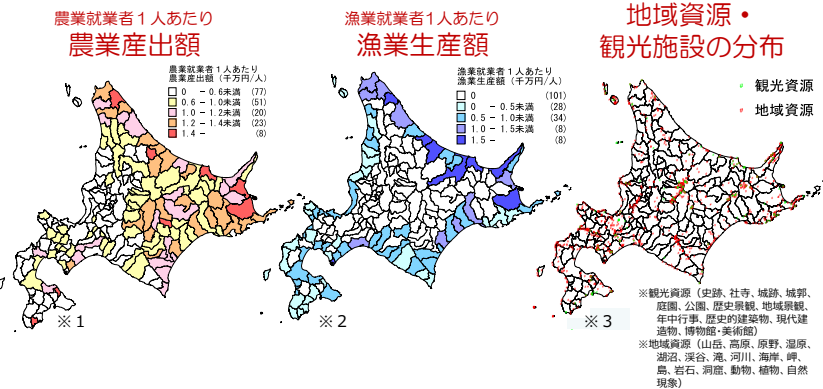 農業就業者1人あたり
農業産出額
農業就業者1人あたり
農業産出額（千万円/人）
0 - 0.6未満 (77)
0.6 - 1.0未満 (51)
1.0 - 1.2未満 (20)
1.2 - 1.4未満 (23)
1.4 - (8)
※1
漁業就業者1人あたり
漁業生産額
漁業就業者1人あたり
漁業生産額（千万円/人）
0 (101)
0 - 0.5未満 (28)
0.5 - 1.0未満 (34)
1.0 - 1.5未満 (8)
1.5 - (8)
※2
地域資源・
観光施設の分布
観光資源
地域資源
※3
※観光資源（史跡、社寺、城跡、城郭、
庭園、公園、歴史景観、地域景観、
年中行事、歴史的建築物、現代建
造物、博物館・美術館）
※地域資源（山岳、高原、原野、湿原、
湖沼、渓谷、滝、河川、海岸、岬、
島、岩石、洞窟、動物、植物、自然
現象）